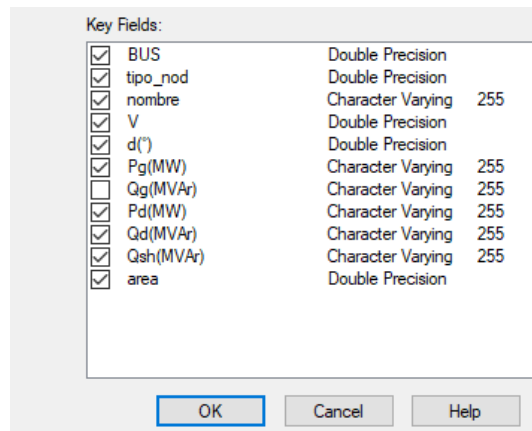 Key Fields:
BUS Double Precision
tipo_nod Double Precision
nombre Character Varying 255
V Double Precision
d(°) Double Precision
Pg(MW) Character Varying 255
Qg(MVAr) Character Varying 255
Pd(MW) Character Varying 255
Qd(MVAr) Character Varying 255
Qsh(MVAr) Character Varying 255
area Double Precision
OK Cancel Help